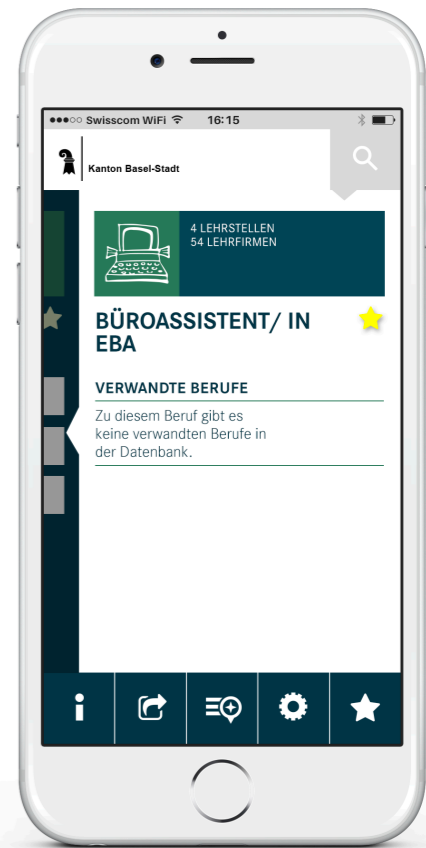 Swisscom WiFi 16:15
Kanton Basel-Stadt
4 LEHRSTELLEN
54 LEHRFIRMEN
BÜROASSISTENT/ IN
EBA
VERWANDTE BERUFE
Zu diesem Beruf gibt es
keine verwandten Berufe in
der Datenbank.